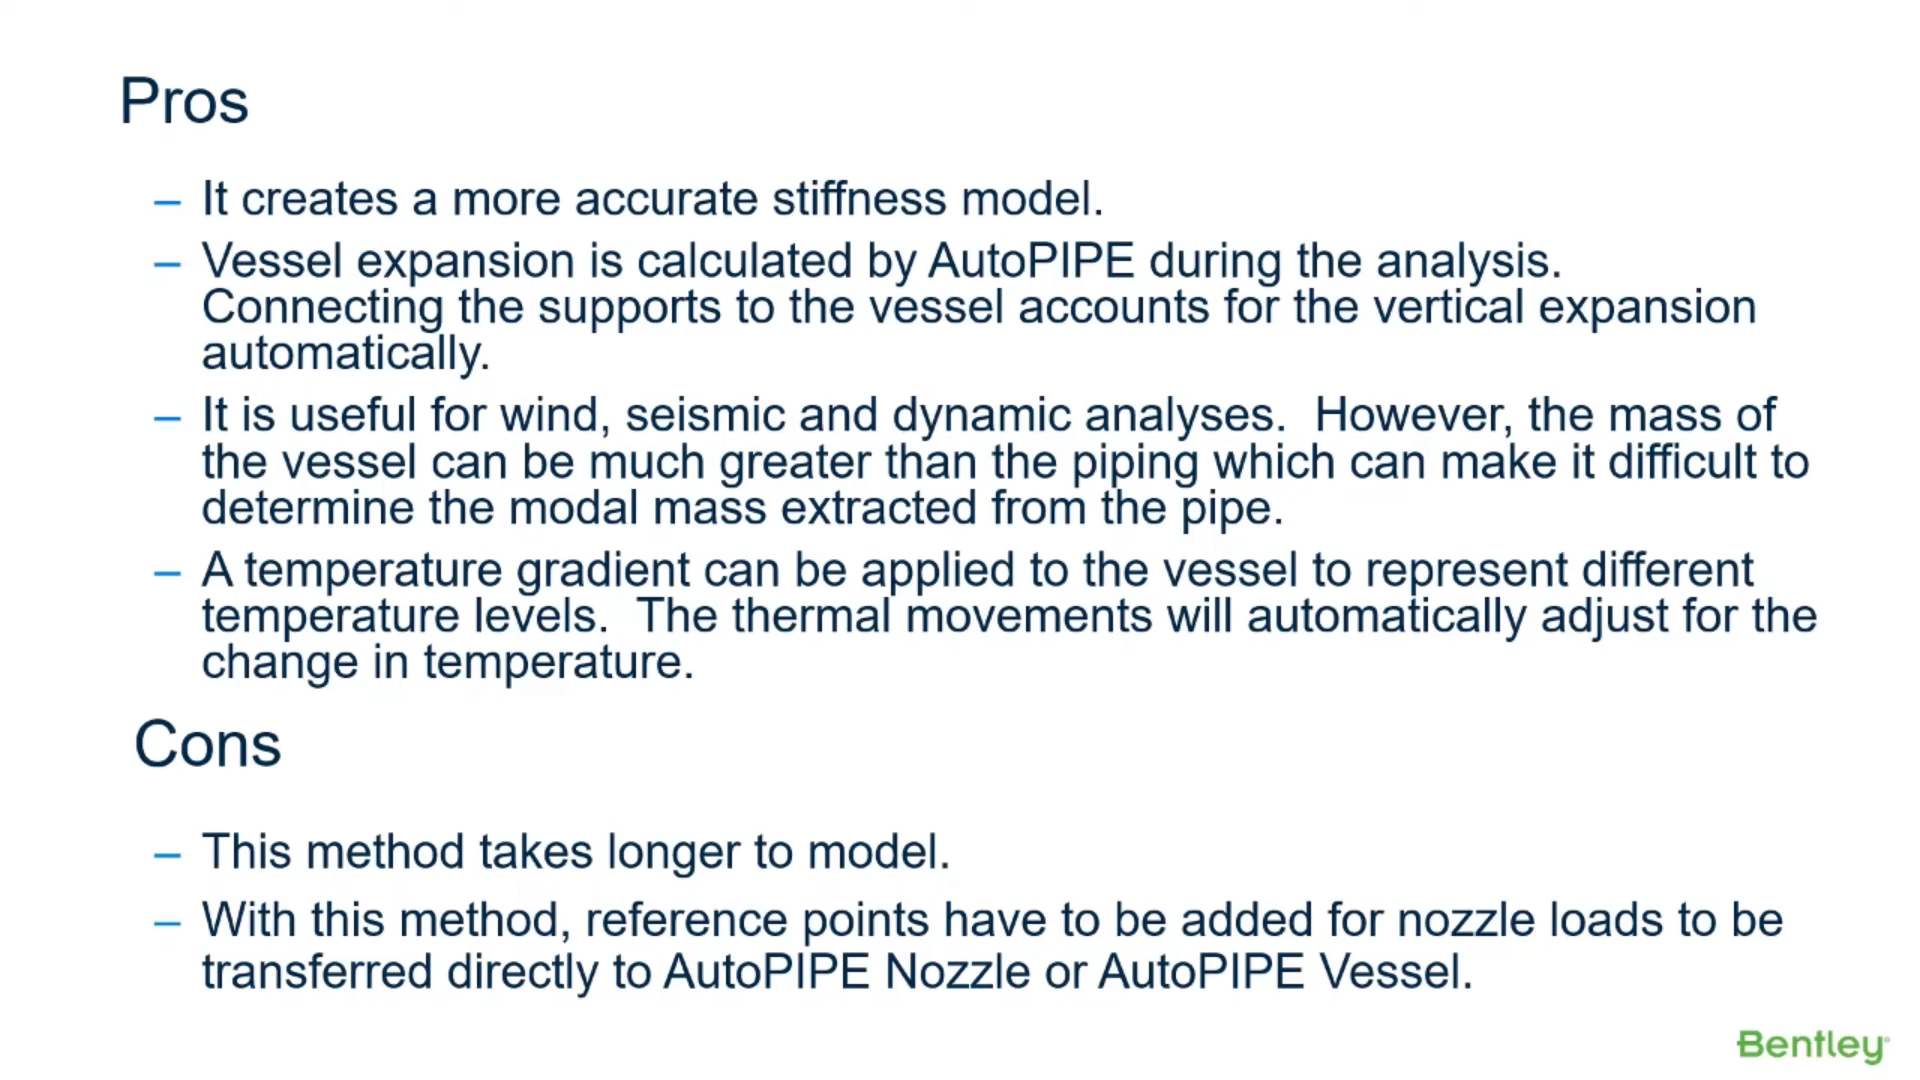 Pros
– It creates a more accurate stiffness model.
– Vessel expansion is calculated by AutoPIPE during the analysis.
Connecting the supports to the vessel accounts for the vertical expansion
automatically.
– It is useful for wind, seismic and dynamic analyses.  However, the mass of
the vessel can be much greater than the piping which can make it difficult to
determine the modal mass extracted from the pipe.
– A temperature gradient can be applied to the vessel to represent different
temperature levels.  The thermal movements will automatically adjust for the
change in temperature.
Cons
– This method takes longer to model.
– With this method, reference points have to be added for nozzle loads to be
transferred directly to AutoPIPE Nozzle or AutoPIPE Vessel.
Bentley